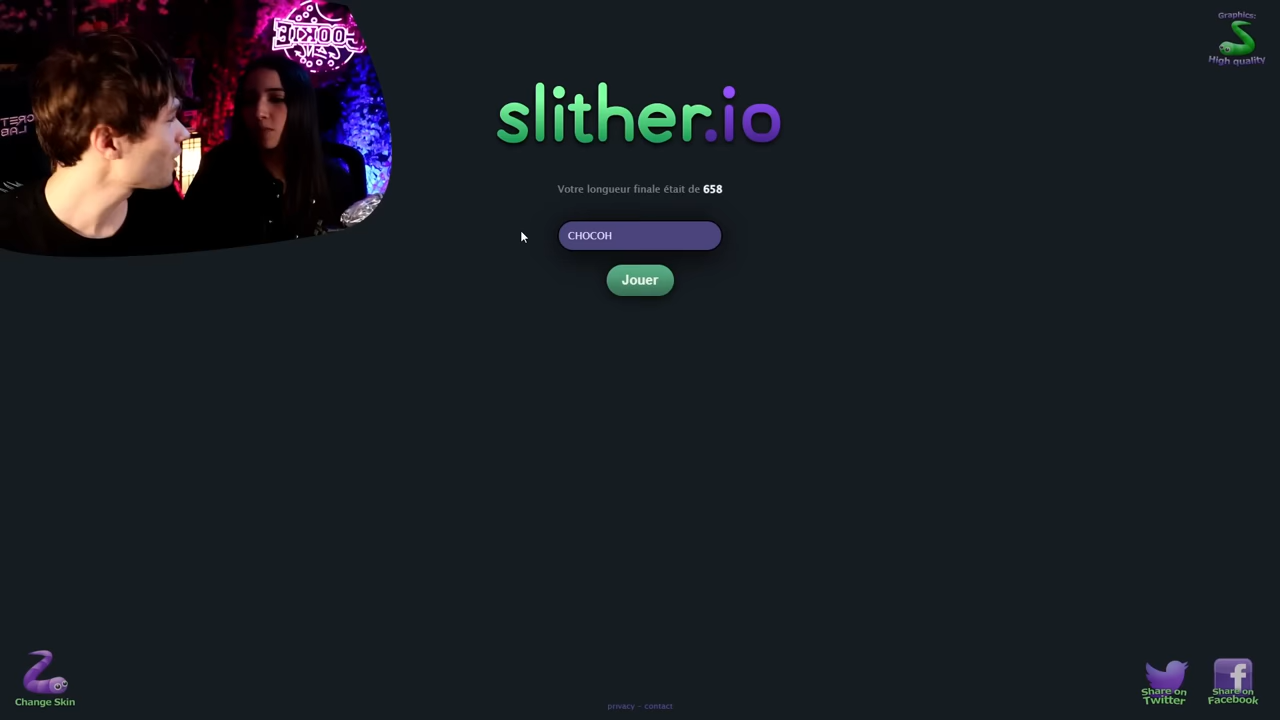 Graphics:
High quality
slither.io
Votre longueur finale était de 658
CHOCOH
Jouer
Change Skin
privacy - contact
Share on
Twitter
Share on
Facebook
COOKIE